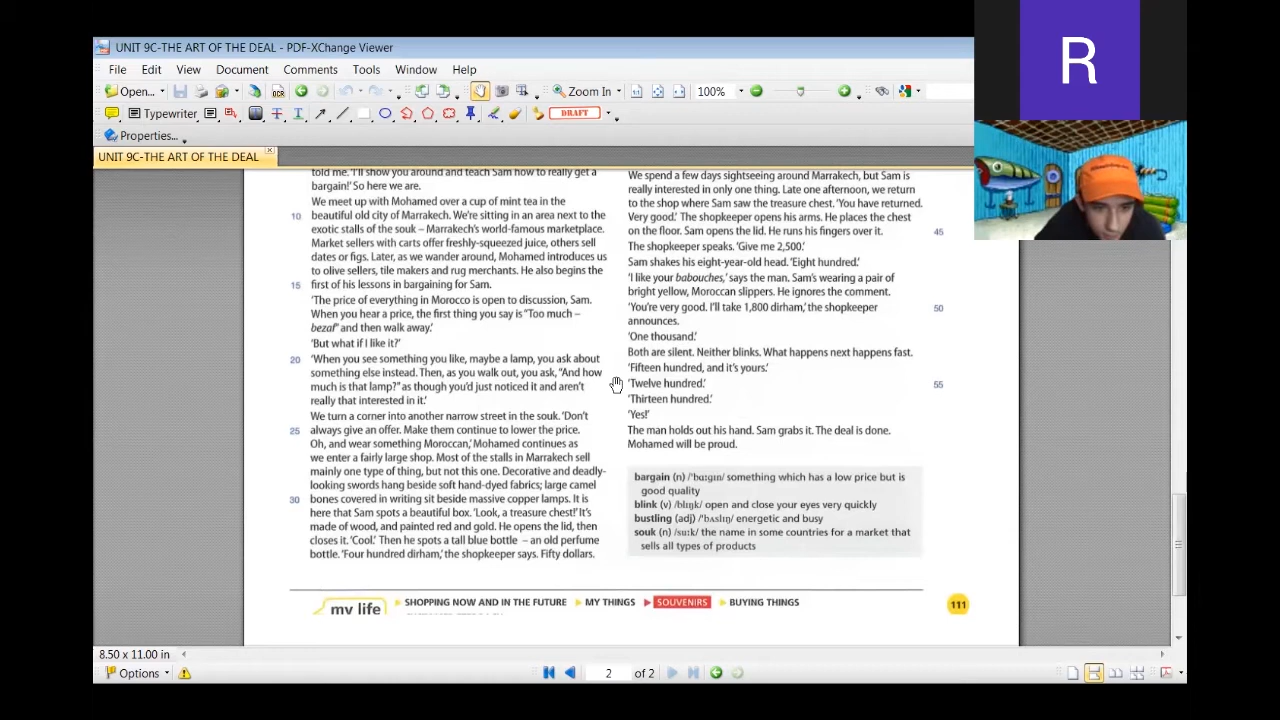 UNIT 9C-THE ART OF THE DEAL - PDF-XChange Viewer
File Edit View Document Comments Tools Window Help
Open... Zoom In 100%
Typewriter DRAFT
Properties...
UNIT 9C-THE ART OF THE DEAL
told me. 'I'll show you around and teach Sam how to really get a
bargain!' So here we are.
We meet up with Mohamed over a cup of mint tea in the
10 beautiful old city of Marrakech. We're sitting in an area next to the
exotic stalls of the souk – Marrakech's world-famous marketplace.
Market sellers with carts offer freshly-squeezed juice, others sell
dates or figs. Later, as we wander around, Mohamed introduces us
to olive sellers, tile makers and rug merchants. He also begins the
15 first of his lessons in bargaining for Sam.
'The price of everything in Morocco is open to discussion, Sam.
When you hear a price, the first thing you say is "Too much –
bezaf" and then walk away.'
'But what if I like it?'
20 'When you see something you like, maybe a lamp, you ask about
something else instead. Then, as you walk out, you ask, "And how
much is that lamp?" as though you'd just noticed it and aren't
really that interested in it.'
We turn a corner into another narrow street in the souk. 'Don't
25 always give an offer. Make them continue to lower the price.
Oh, and wear something Moroccan,' Mohamed continues as
we enter a fairly large shop. Most of the stalls in Marrakech sell
mainly one type of thing, but not this one. Decorative and deadly-
looking swords hang beside soft hand-dyed fabrics; large camel
30 bones covered in writing sit beside massive copper lamps. It is
here that Sam spots a beautiful box. 'Look, a treasure chest!' It's
made of wood, and painted red and gold. He opens the lid, then
closes it. 'Cool.' Then he spots a tall blue bottle – an old perfume
bottle. 'Four hundred dirham,' the shopkeeper says. Fifty dollars.
We spend a few days sightseeing around Marrakech, but Sam is
really interested in only one thing. Late one afternoon, we return
to the shop where Sam saw the treasure chest. 'You have returned.
Very good.' The shopkeeper opens his arms. He places the chest
on the floor. Sam opens the lid. He runs his fingers over it. 45
The shopkeeper speaks. 'Give me 2,500.'
Sam shakes his eight-year-old head. 'Eight hundred.'
'I like your babouches,' says the man. Sam's wearing a pair of
bright yellow, Moroccan slippers. He ignores the comment.
'You're very good. I'll take 1,800 dirham,' the shopkeeper 50
announces.
'One thousand.'
Both are silent. Neither blinks. What happens next happens fast.
'Fifteen hundred, and it's yours.'
'Twelve hundred.' 55
'Thirteen hundred.'
'Yes!'
The man holds out his hand. Sam grabs it. The deal is done.
Mohamed will be proud.
bargain (n) /ˈbɑːɡɪn/ something which has a low price but is
good quality
blink (v) /blɪŋk/ open and close your eyes very quickly
bustling (adj) /ˈbʌslɪŋ/ energetic and busy
souk (n) /suːk/ the name in some countries for a market that
sells all types of products
my life SHOPPING NOW AND IN THE FUTURE MY THINGS SOUVENIRS BUYING THINGS 111
8.50 x 11.00 in
Options 2 of 2
R